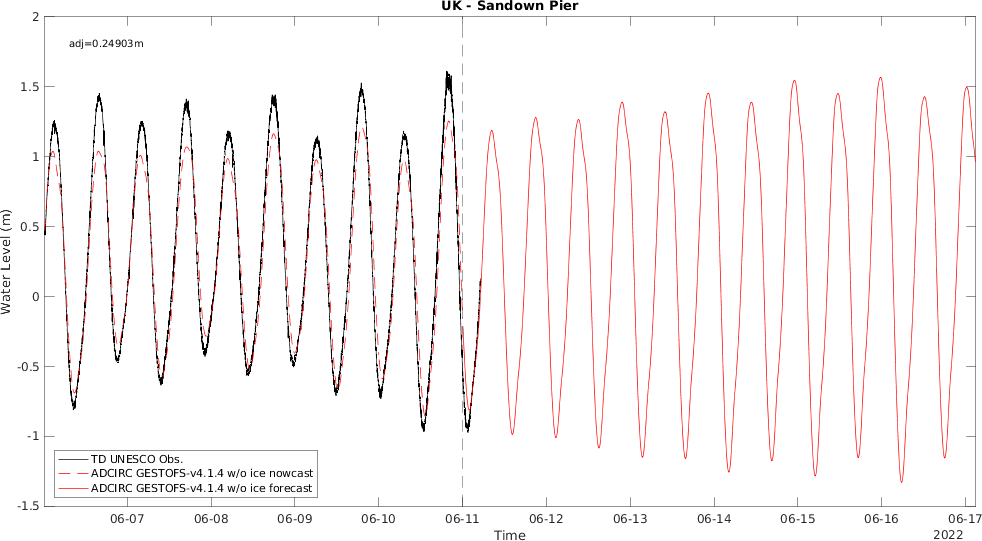 UK - Sandown Pier
adj=0.24903m
2
1.5
1
0.5
0
-0.5
-1
-1.5
Water Level (m)
TD UNESCO Obs.
ADCIRC GESTOFS-v4.1.4 w/o ice nowcast
ADCIRC GESTOFS-v4.1.4 w/o ice forecast
06-07 06-08 06-09 06-10 06-11 06-12 06-13 06-14 06-15 06-16 06-17
Time
2022